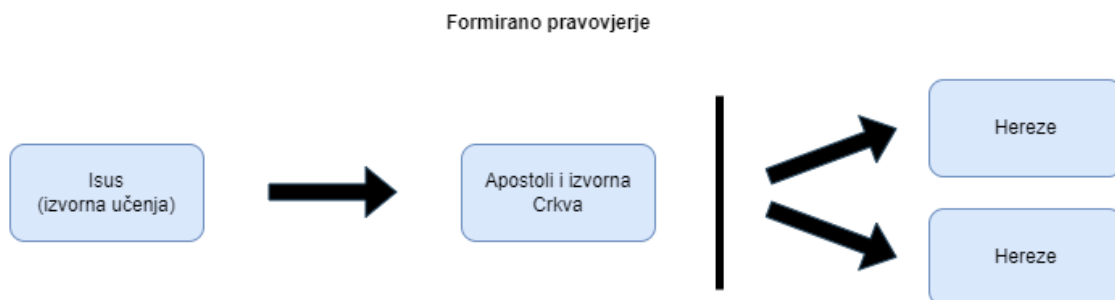 Formirano pravovjerje
Isus
(izvorna učenja)
Apostoli i izvorna
Crkva
Hereze
Hereze